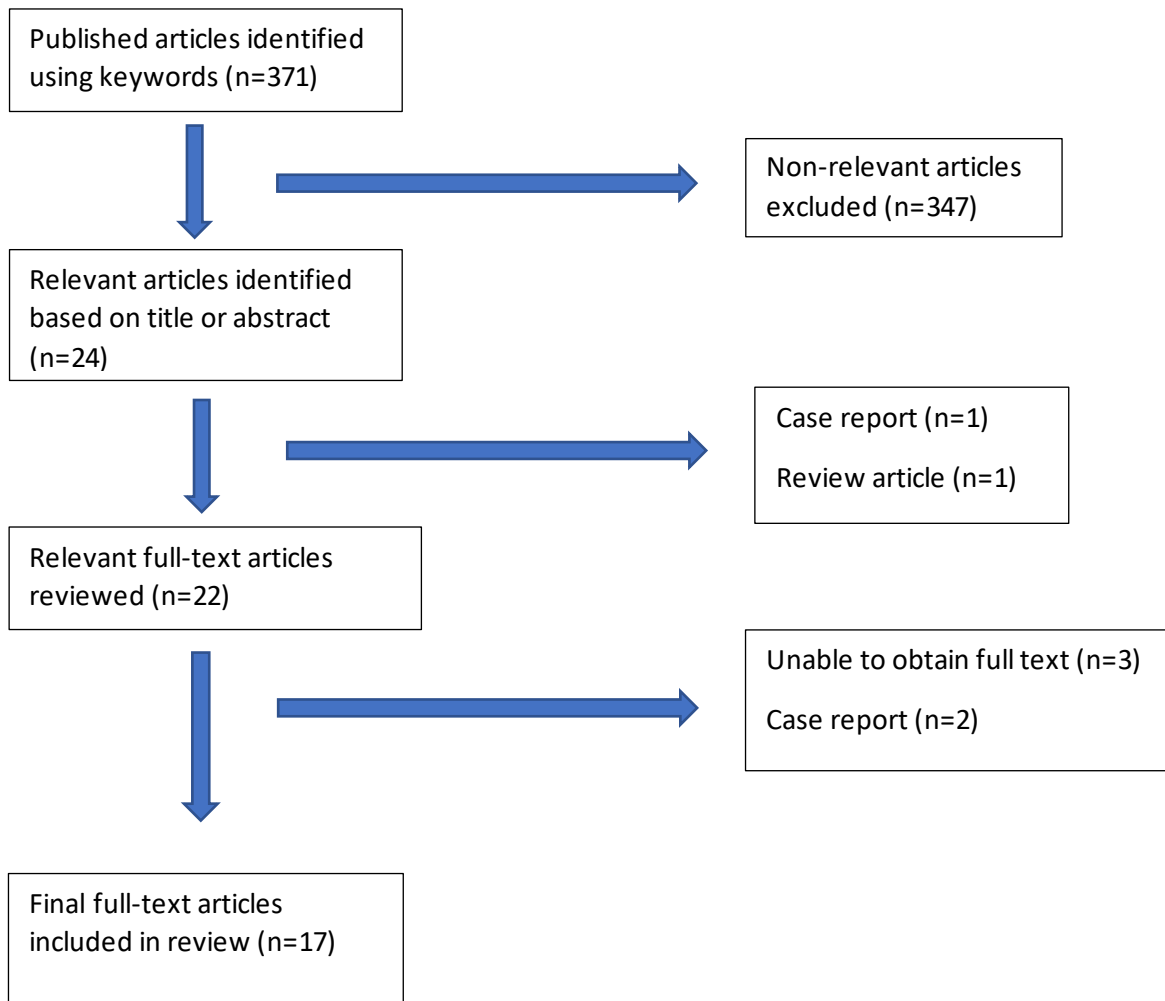 Published articles identified
using keywords (n=371)
Non-relevant articles
excluded (n=347)
Relevant articles identified
based on title or abstract
(n=24)
Case report (n=1)
Review article (n=1)
Relevant full-text articles
reviewed (n=22)
Unable to obtain full text (n=3)
Case report (n=2)
Final full-text articles
included in review (n=17)